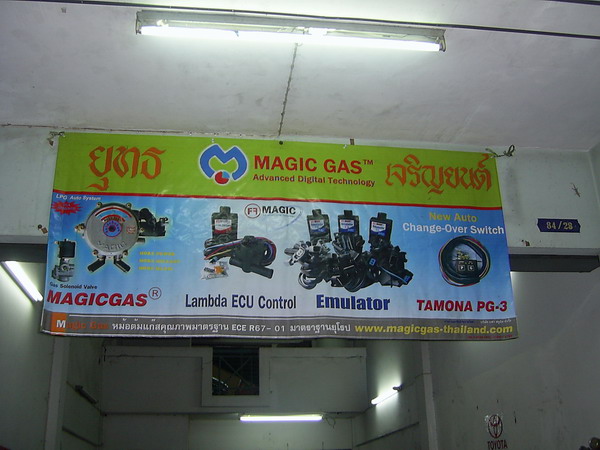 ยุทธ
MAGIC GAS™
Advanced Digital Technology
เจริญยนต์
LPG Auto System
FR MAGIC
New Auto
Change-Over Switch
84/28
Gas Solenoid Valve
MAGICGAS®
Lambda ECU Control
Emulator
TAMONA PG-3
Magic Gas หม้อต้มแก๊สคุณภาพมาตรฐาน ECE R67-01 มาตรฐานยุโรป www.magicgas-thailand.com
TOYOTA